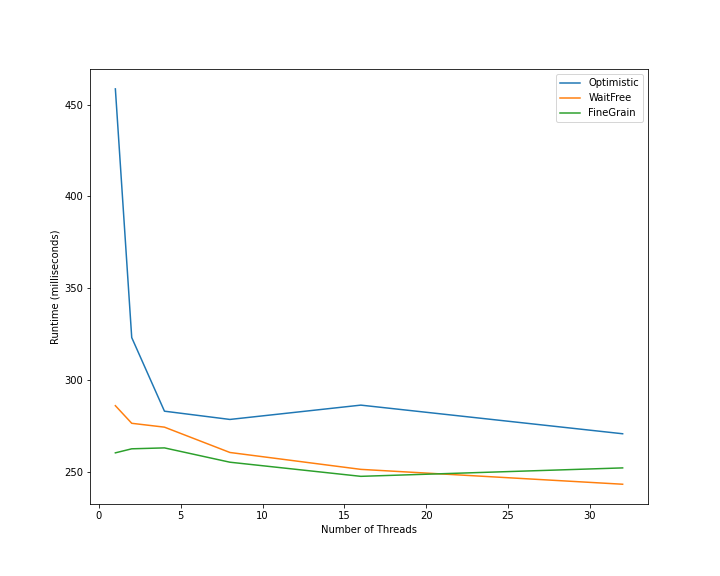 Optimistic
WaitFree
FineGrain
Runtime (milliseconds)
450
400
350
300
250
0 5 10 15 20 25 30
Number of Threads